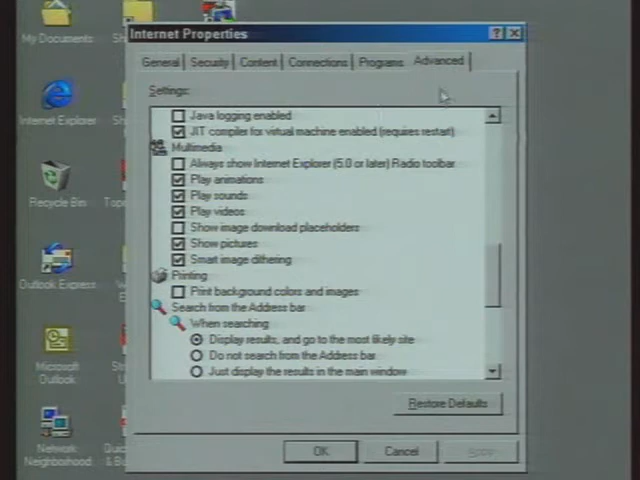 My Documents
Internet Properties
General
Security
Content
Connections
Programs
Advanced
Settings:
Java logging enabled
JIT compiler for virtual machine enabled (requires restart)
Multimedia
Always show Internet Explorer (5.0 or later) Radio toolbar
Play animations
Play sounds
Play videos
Show image download placeholders
Show pictures
Smart image dithering
Printing
Print background colors and images
Search from the Address bar
When searching
Display results, and go to the most likely site
Do not search from the Address bar
Just display the results in the main window
Restore Defaults
OK
Cancel
Apply
Internet Explorer
Recycle Bin
Outlook Express
Microsoft
Outlook
Network
Neighborhood